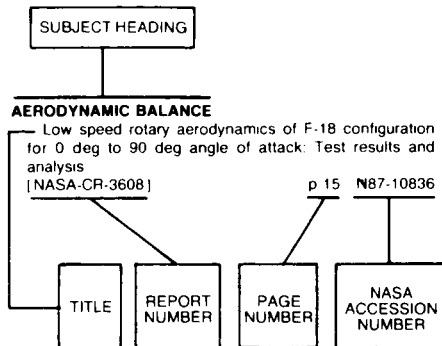 SUBJECT HEADING
AERODYNAMIC BALANCE
Low speed rotary aerodynamics of F-18 configuration
for 0 deg to 90 deg angle of attack: Test results and
analysis
[NASA-CR-3608] p 15 N87-10836
TITLE
REPORT
NUMBER
PAGE
NUMBER
NASA
ACCESSION
NUMBER